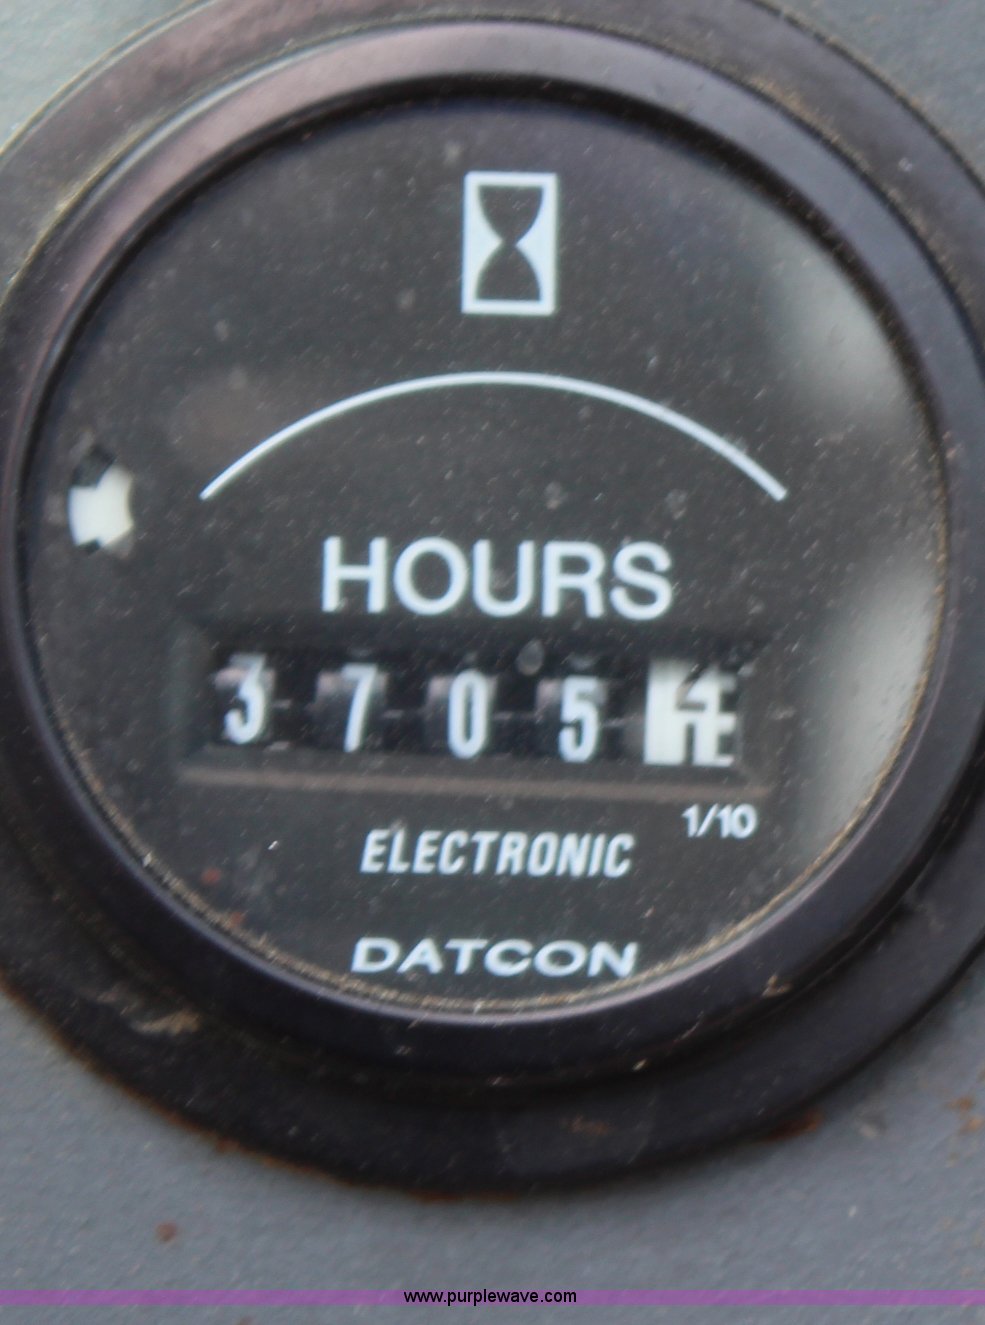 HOURS
3705
1/10
ELECTRONIC
DATCON
www.purplewave.com